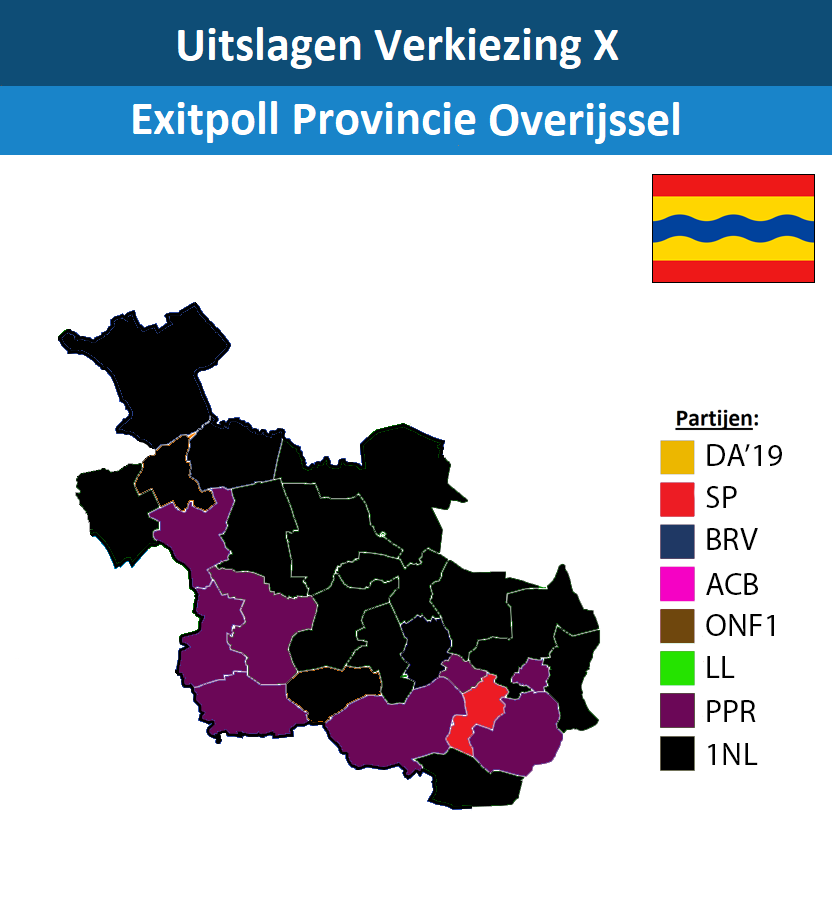 Uitslagen Verkiezing X
Exitpoll Provincie Overijssel
Partijen:
DA’19
SP
BRV
ACB
ONF1
LL
PPR
1NL